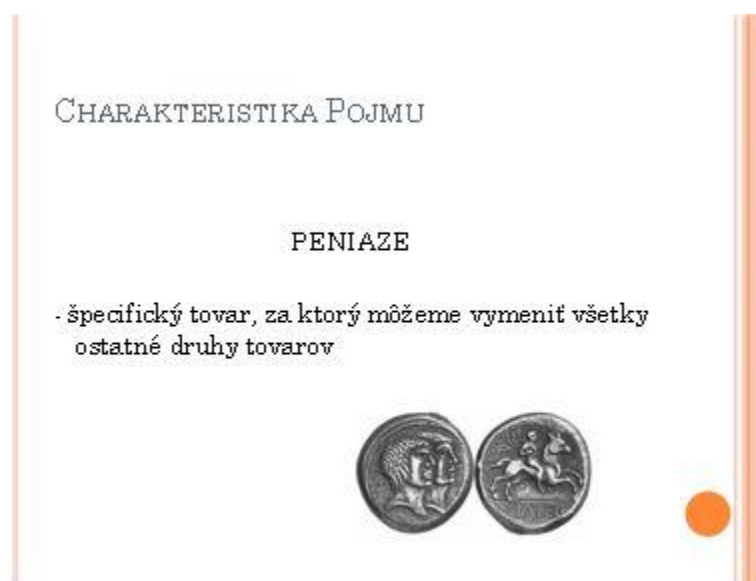 CHARAKTERISTIKA POJMU
PENIAZE
- špecifický tovar, za ktorý môžeme vymeniť všetky
ostatné druhy tovarov